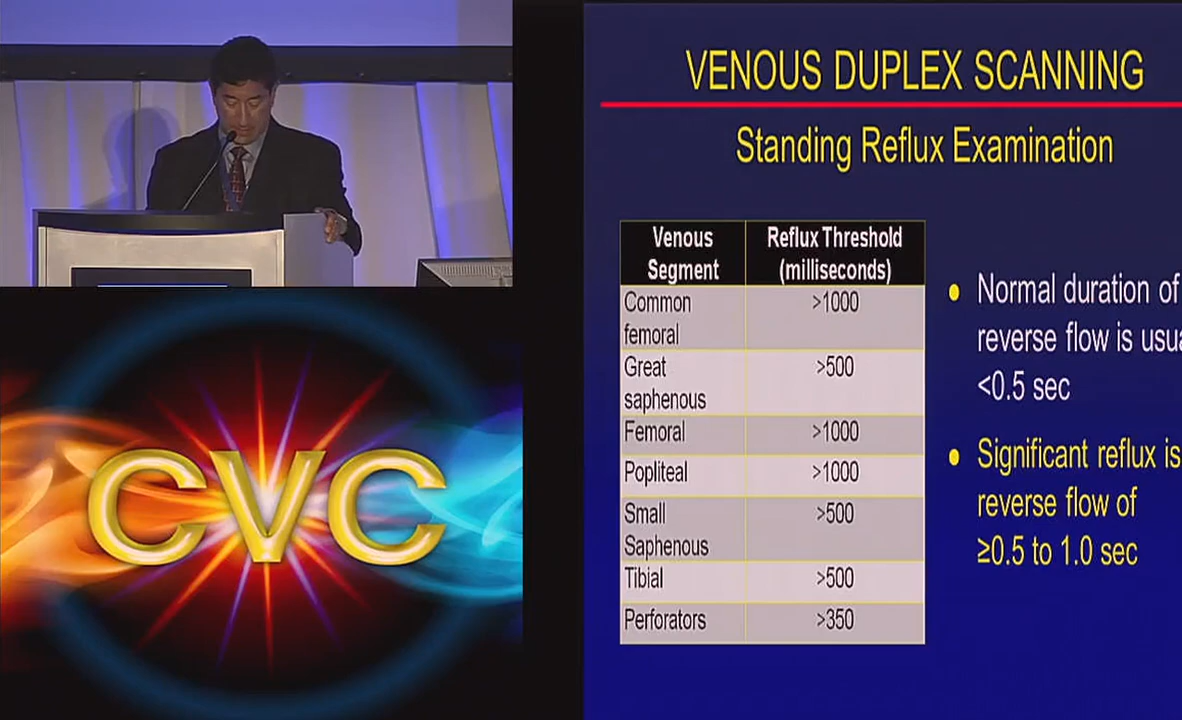 VENOUS DUPLEX SCANNING
Standing Reflux Examination
Venous Segment
Reflux Threshold (milliseconds)
Common femoral
>1000
Great saphenous
>500
Femoral
>1000
Popliteal
>1000
Small Saphenous
>500
Tibial
>500
Perforators
>350
Normal duration of
reverse flow is usua
<0.5 sec
Significant reflux is
reverse flow of
≥0.5 to 1.0 sec
CVC